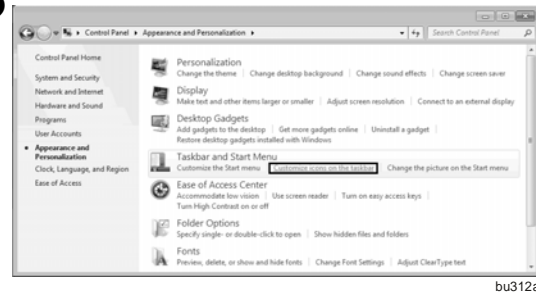 Control Panel ▸ Appearance and Personalization ▸
Search Control Panel
Control Panel Home
System and Security
Network and Internet
Hardware and Sound
Programs
User Accounts
Appearance and
Personalization
Clock, Language, and Region
Ease of Access
Personalization
Change the theme | Change desktop background | Change sound effects | Change screen saver
Display
Make text and other items larger or smaller | Adjust screen resolution | Connect to an external display
Desktop Gadgets
Add gadgets to the desktop | Get more gadgets online | Uninstall a gadget |
Restore desktop gadgets installed with Windows
Taskbar and Start Menu
Customize the Start menu | Customize icons on the taskbar | Change the picture on the Start menu
Ease of Access Center
Accommodate low vision | Use screen reader | Turn on easy access keys |
Turn High Contrast on or off
Folder Options
Specify single- or double-click to open | Show hidden files and folders
Fonts
Preview, delete, or show and hide fonts | Change Font Settings | Adjust ClearType text
bu312a